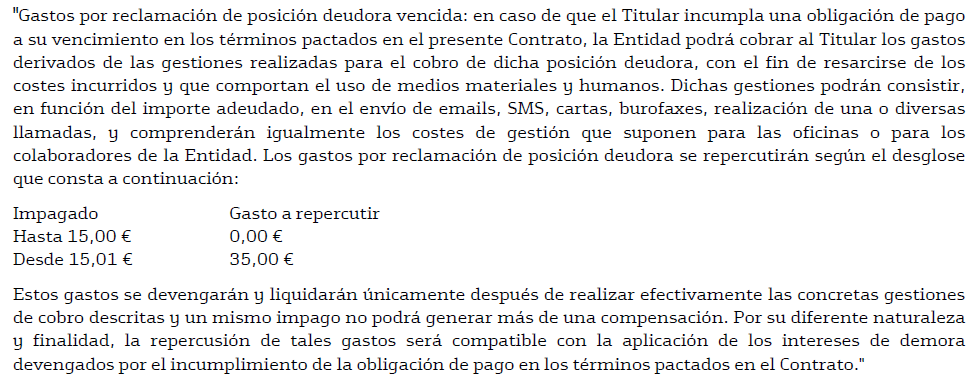 "Gastos por reclamación de posición deudora vencida: en caso de que el Titular incumpla una obligación de pago
a su vencimiento en los términos pactados en el presente Contrato, la Entidad podrá cobrar al Titular los gastos
derivados de las gestiones realizadas para el cobro de dicha posición deudora, con el fin de resarcirse de los
costes incurridos y que comportan el uso de medios materiales y humanos. Dichas gestiones podrán consistir,
en función del importe adeudado, en el envío de emails, SMS, cartas, burofaxes, realización de una o diversas
llamadas, y comprenderán igualmente los costes de gestión que suponen para las oficinas o para los
colaboradores de la Entidad. Los gastos por reclamación de posición deudora se repercutirán según el desglose
que consta a continuación:
Impagado Gasto a repercutir
Hasta 15,00 € 0,00 €
Desde 15,01 € 35,00 €
Estos gastos se devengarán y liquidarán únicamente después de realizar efectivamente las concretas gestiones
de cobro descritas y un mismo impago no podrá generar más de una compensación. Por su diferente naturaleza
y finalidad, la repercusión de tales gastos será compatible con la aplicación de los intereses de demora
devengados por el incumplimiento de la obligación de pago en los términos pactados en el Contrato."